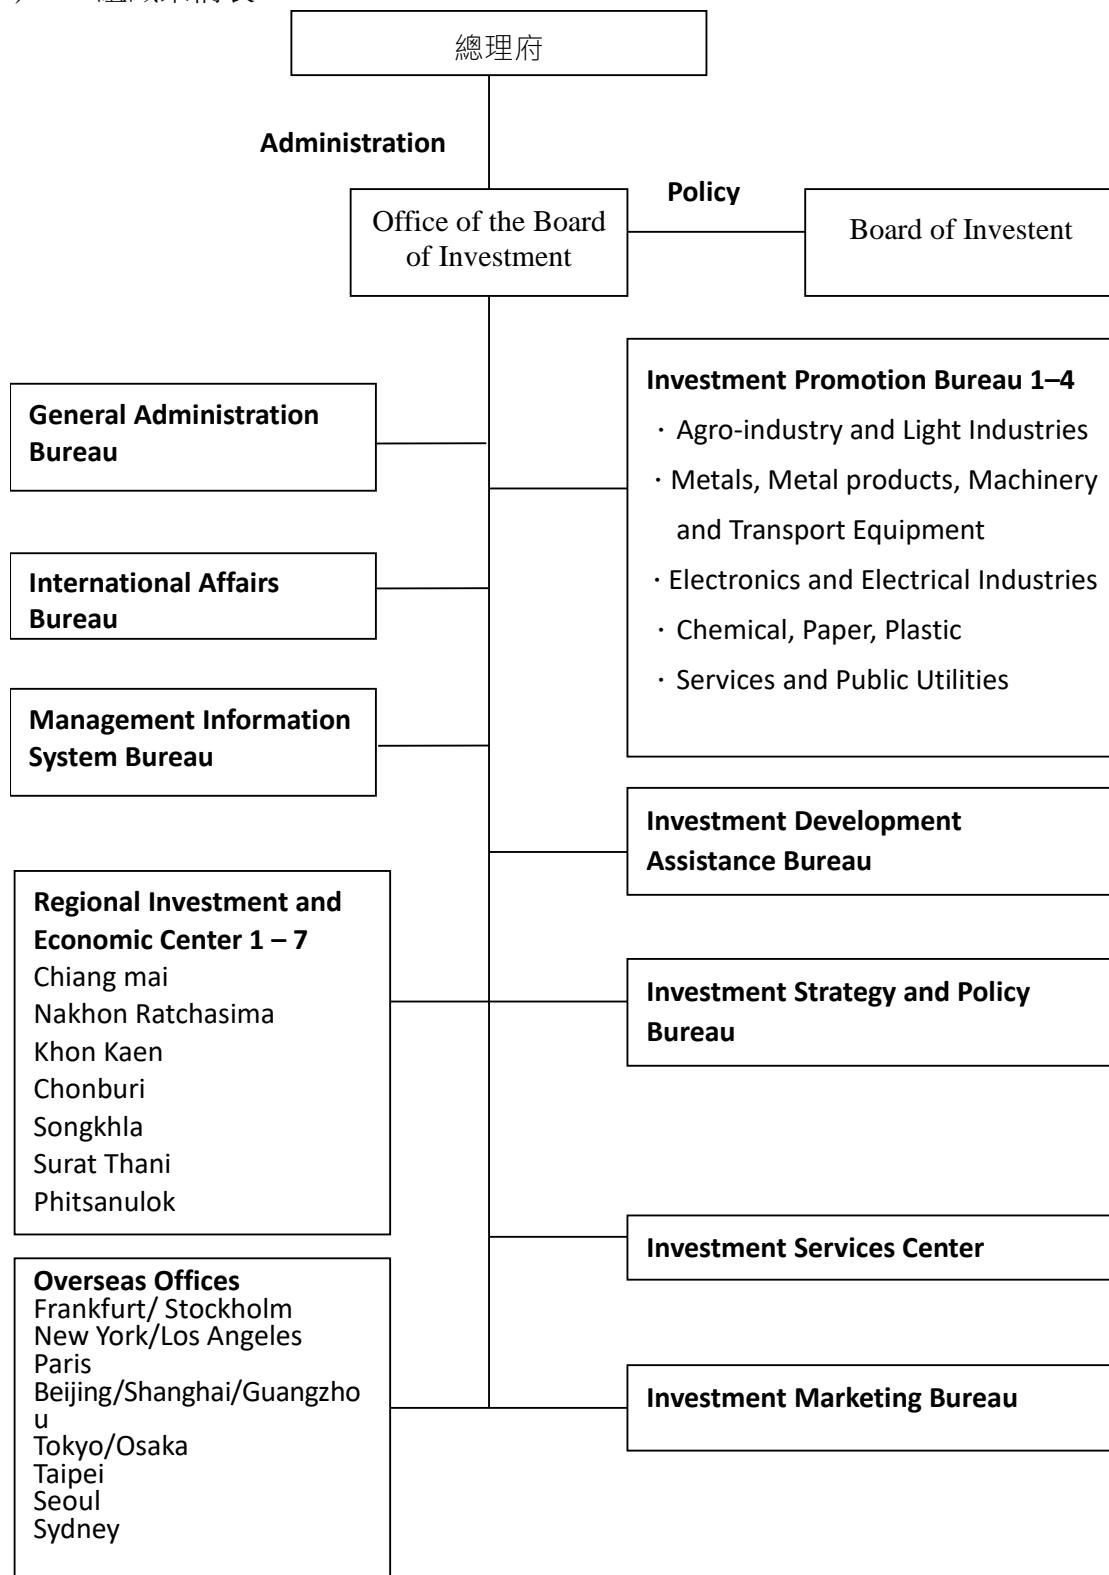 總理府
Administration
Policy
Office of the Board
of Investment
Board of Investent
Investment Promotion Bureau 1–4
· Agro-industry and Light Industries
· Metals, Metal products, Machinery
and Transport Equipment
· Electronics and Electrical Industries
· Chemical, Paper, Plastic
· Services and Public Utilities
General Administration
Bureau
International Affairs
Bureau
Management Information
System Bureau
Investment Development
Assistance Bureau
Regional Investment and
Economic Center 1 – 7
Chiang mai
Nakhon Ratchasima
Khon Kaen
Chonburi
Songkhla
Surat Thani
Phitsanulok
Investment Strategy and Policy
Bureau
Investment Services Center
Overseas Offices
Frankfurt/ Stockholm
New York/Los Angeles
Paris
Beijing/Shanghai/Guangzho
u
Tokyo/Osaka
Taipei
Seoul
Sydney
Investment Marketing Bureau